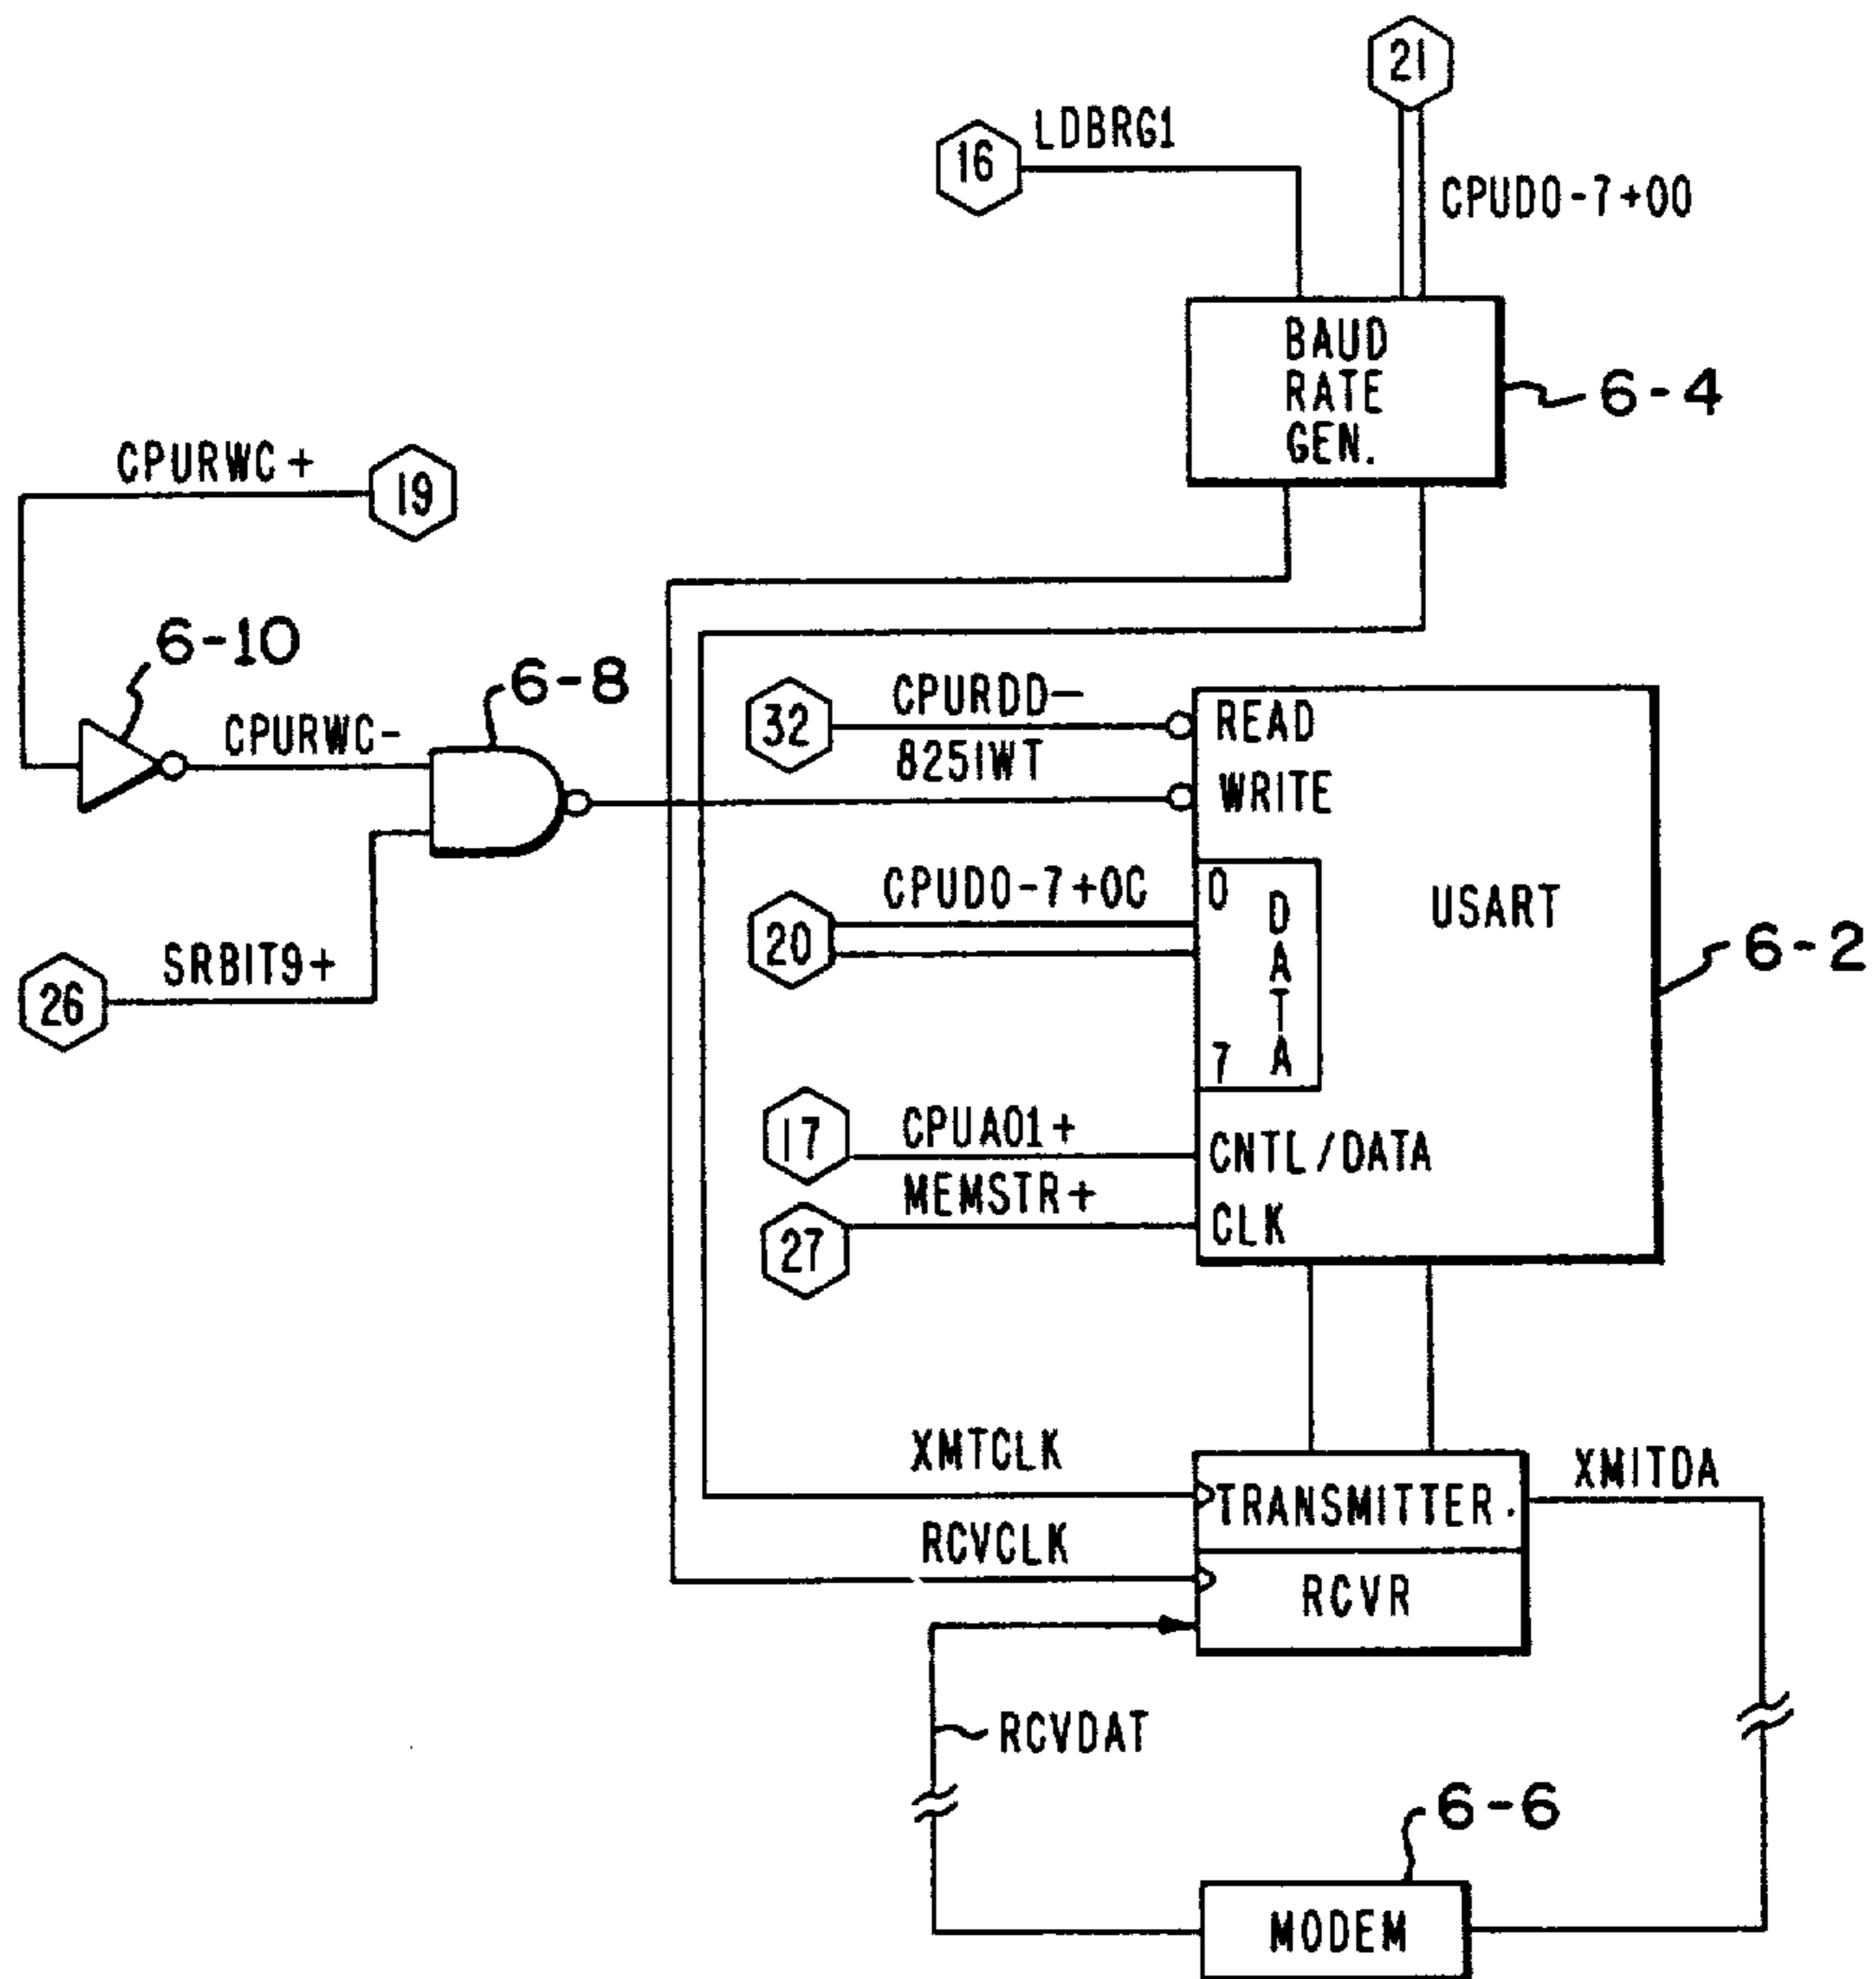 21
16
LDBRG1
CPUD0-7+00
BAUD
RATE
GEN.
6-4
CPURWC+
19
6-10
6-8
CPURWC-
32
CPURDD-
READ
8251WT
WRITE
CPUD0-7+0C
0
DATA
7
USART
6-2
20
SRBIT9+
26
17
CPUA01+
CNTL/DATA
MEMSTR+
27
CLK
XMTCLK
TRANSMITTER.
XMITDA
RCVCLK
RCVR
RCVDAT
6-6
MODEM